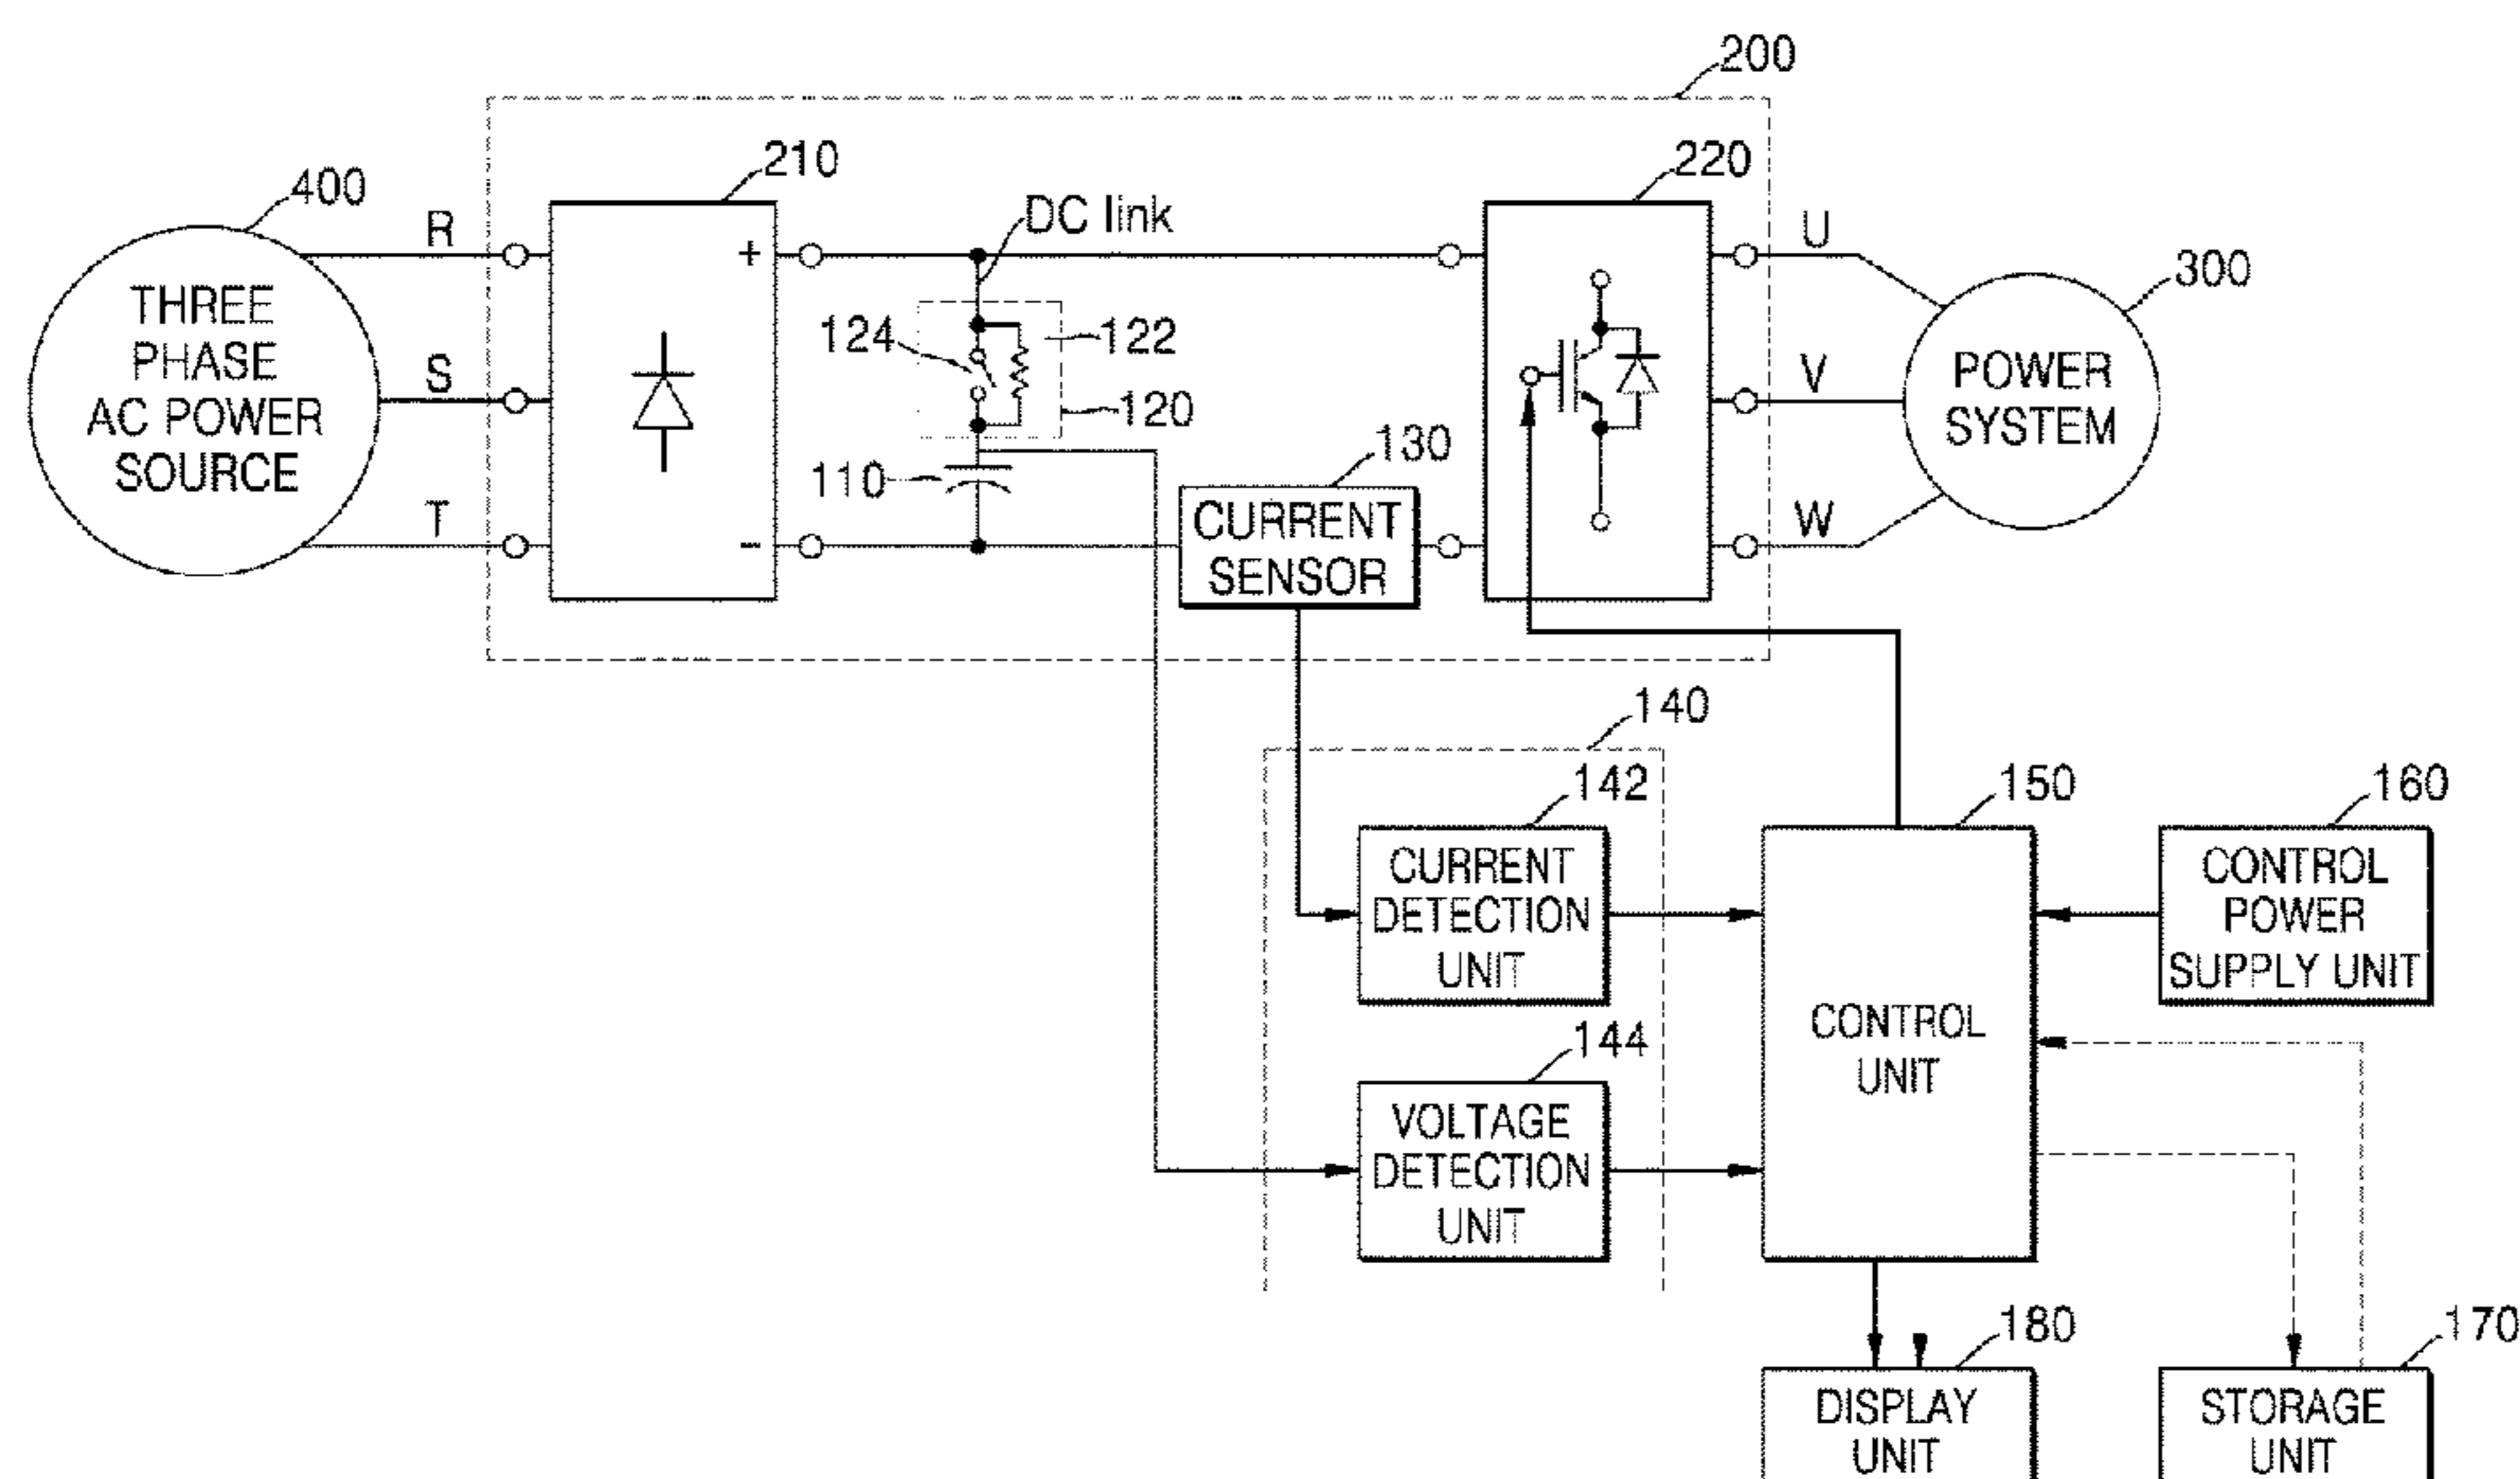 200
210
220
400
DC link
R
U
300
+
THREE
PHASE
AC POWER
SOURCE
124
122
S
V
POWER
SYSTEM
120
130
110
CURRENT
SENSOR
T
W
-
140
142
150
160
CURRENT
DETECTION
UNIT
CONTROL
POWER
SUPPLY UNIT
CONTROL
UNIT
144
VOLTAGE
DETECTION
UNIT
180
170
DISPLAY
UNIT
STORAGE
UNIT